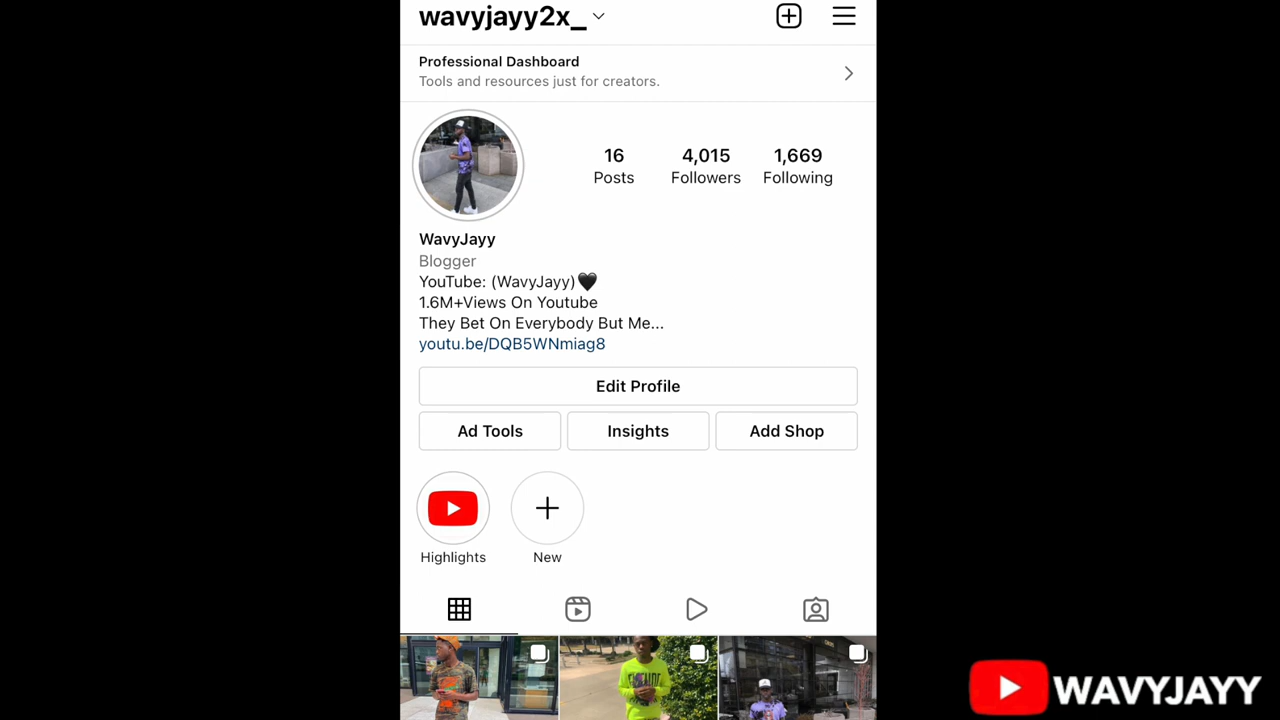 wavyjayy2x_
Professional Dashboard
Tools and resources just for creators.
16
Posts
4,015
Followers
1,669
Following
WavyJayy
Blogger
YouTube: (WavyJayy)🖤
1.6M+Views On Youtube
They Bet On Everybody But Me...
youtu.be/DQB5WNmiag8
Edit Profile
Ad Tools
Insights
Add Shop
Highlights
New
WAVYJAYY